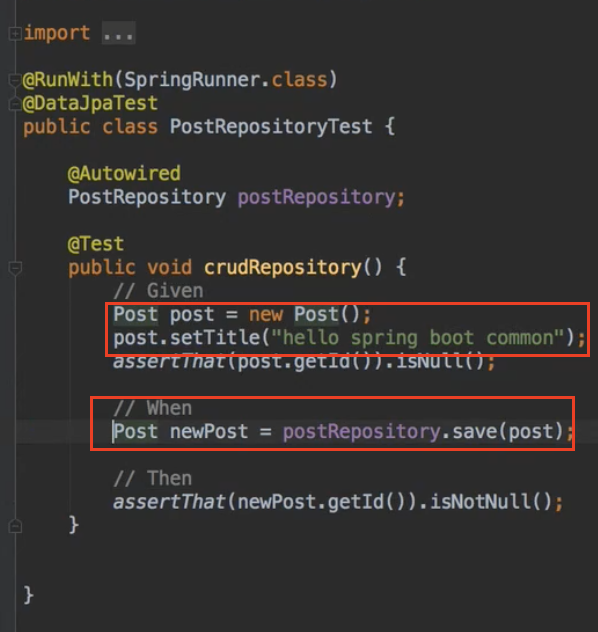 import ...
@RunWith(SpringRunner.class)
@DataJpaTest
public class PostRepositoryTest {
@Autowired
PostRepository postRepository;
@Test
public void crudRepository() {
// Given
Post post = new Post();
post.setTitle("hello spring boot common");
assertThat(post.getId()).isNull();
// When
Post newPost = postRepository.save(post);
// Then
assertThat(newPost.getId()).isNotNull();
}
}